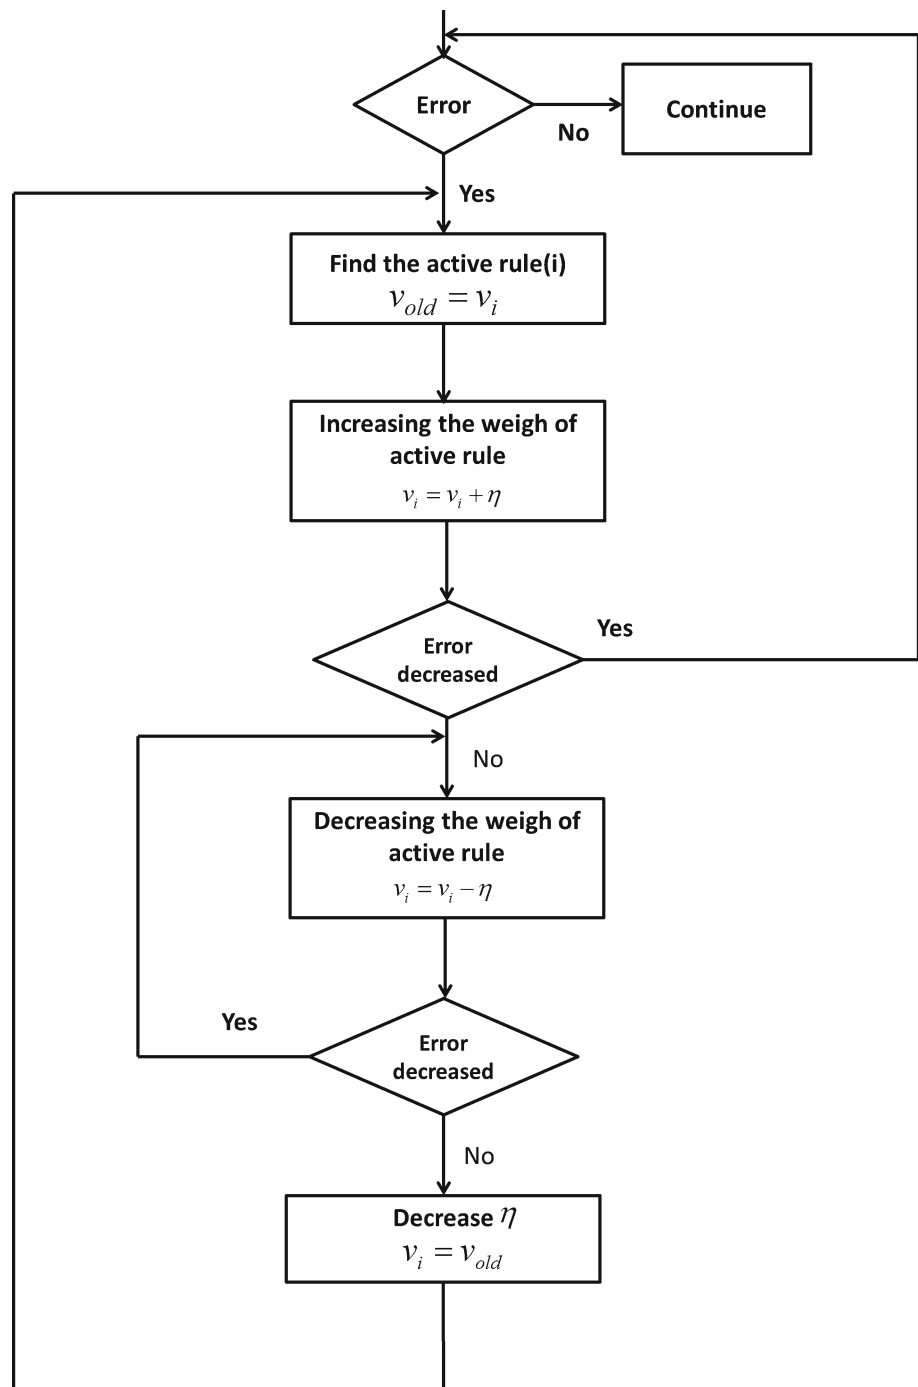 Error
No
Continue
Yes
Find the active rule(i)
v_old = v_i
Increasing the weigh of
active rule
v_i = v_i + η
Error
decreased
Yes
No
Decreasing the weigh of
active rule
v_i = v_i − η
Yes
Error
decreased
No
Decrease η
v_i = v_old